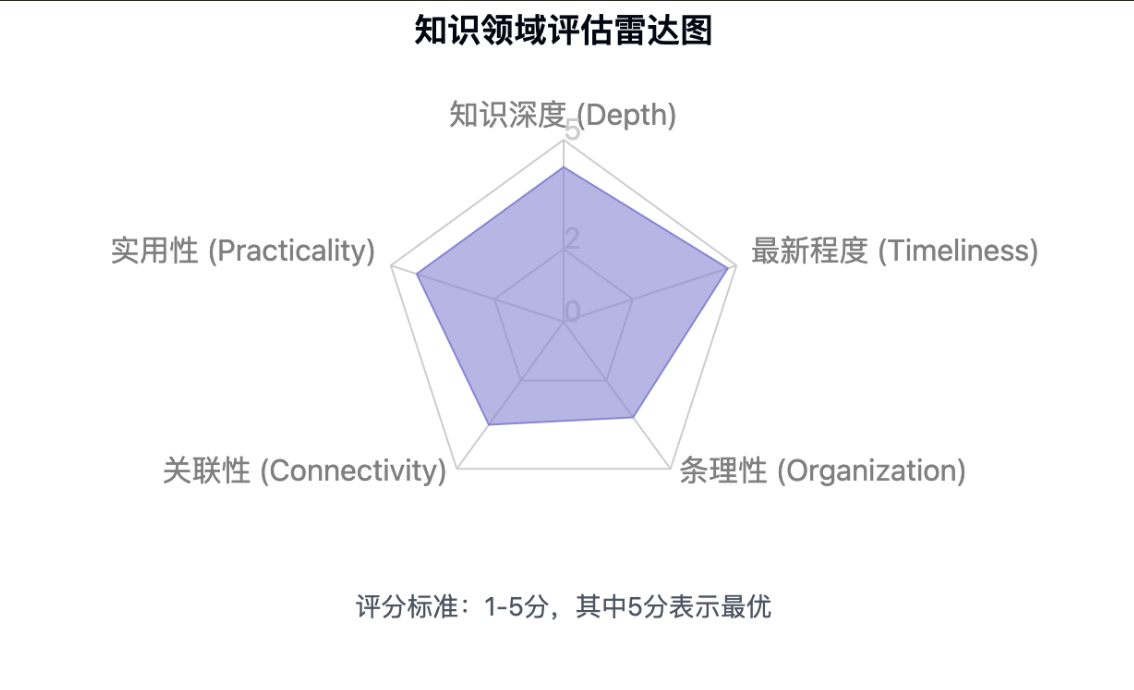 知识领域评估雷达图
知识深度 (Depth)
5
实用性 (Practicality)
2
最新程度 (Timeliness)
0
关联性 (Connectivity)
条理性 (Organization)
评分标准：1-5分，其中5分表示最优